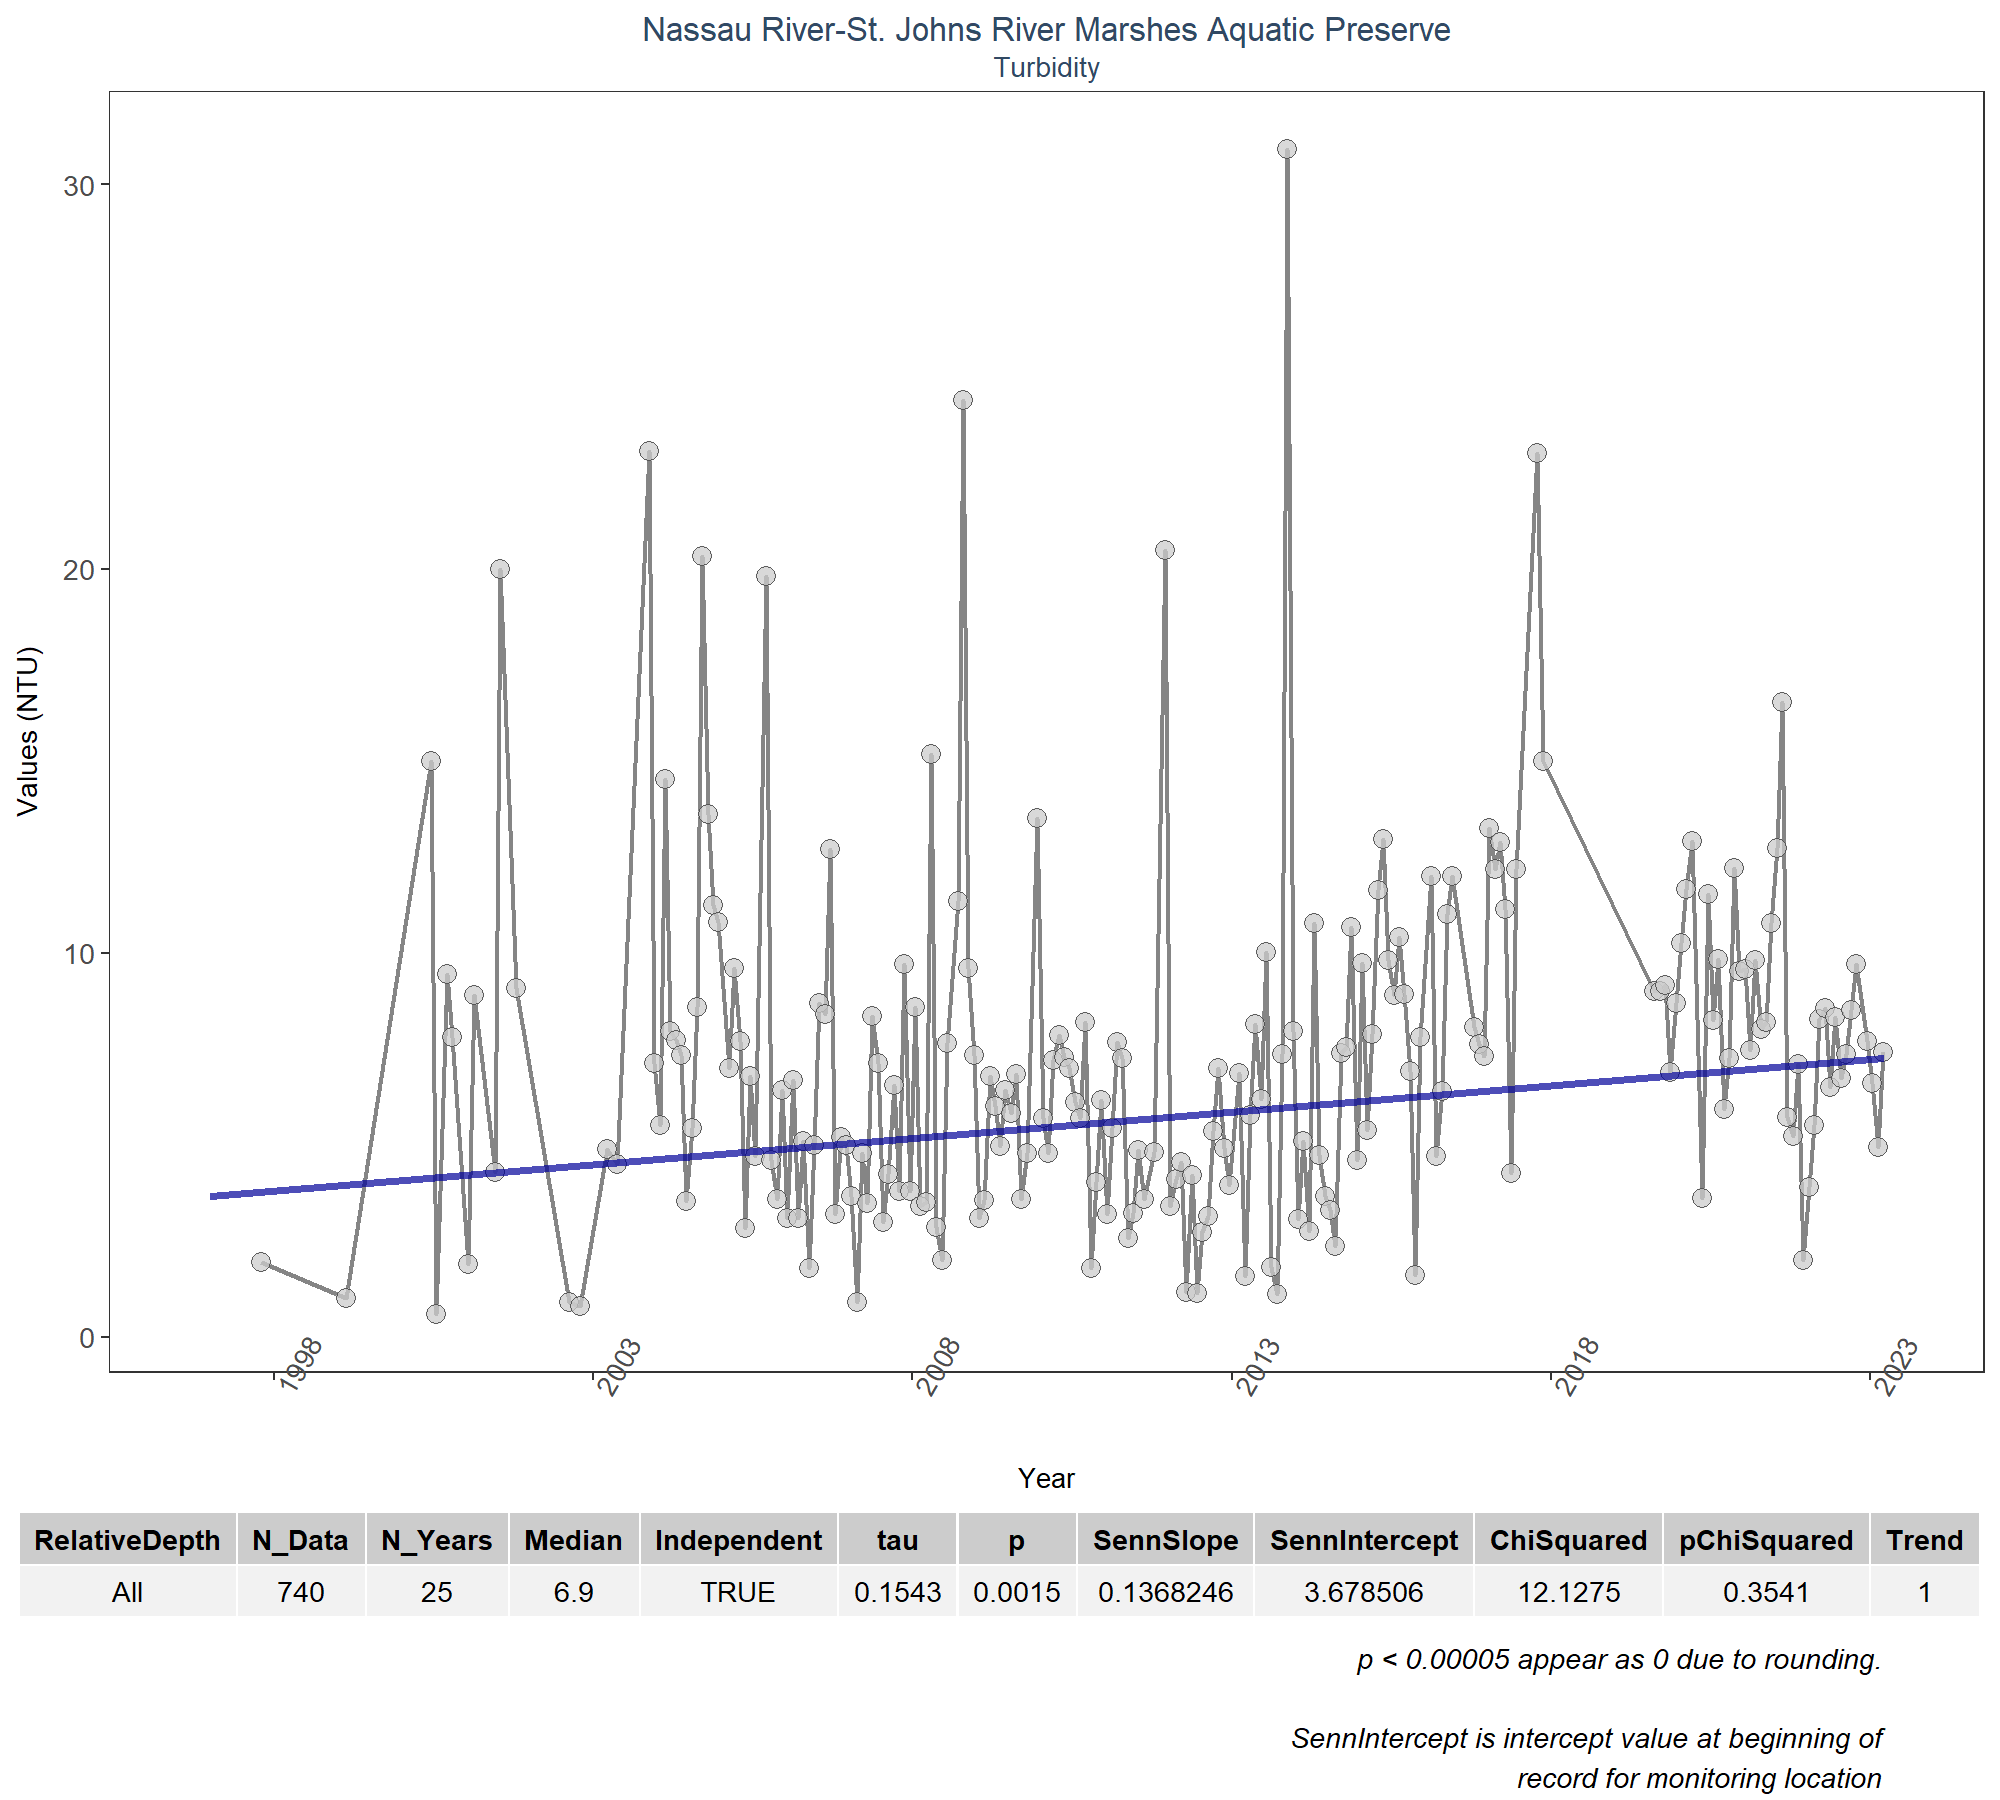 Nassau River-St. Johns River Marshes Aquatic Preserve
Turbidity
Values (NTU)
30
20
10
0
1998 2003 2008 2013 2018 2023
Year
RelativeDepth N_Data N_Years Median Independent tau p SennSlope SennIntercept ChiSquared pChiSquared Trend
All 740 25 6.9 TRUE 0.1543 0.0015 0.1368246 3.678506 12.1275 0.3541 1
p < 0.00005 appear as 0 due to rounding.
SennIntercept is intercept value at beginning of
record for monitoring location